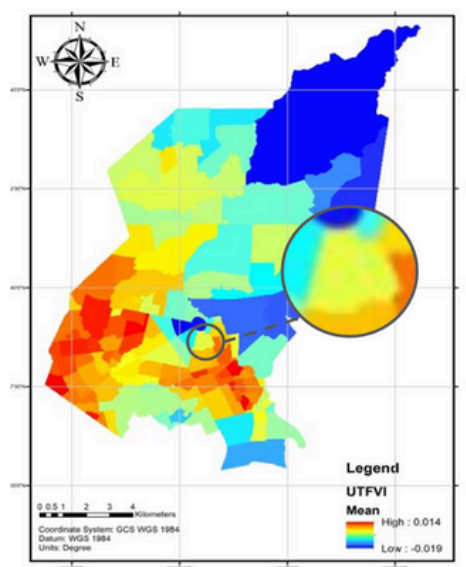 N
W E
S
Legend
UTFVI
Mean
High : 0.014
Low : -0.019
0 0.5 1 2 3 4
Kilometers
Coordinate System: GCS WGS 1984
Datum: WGS 1984
Units: Degree